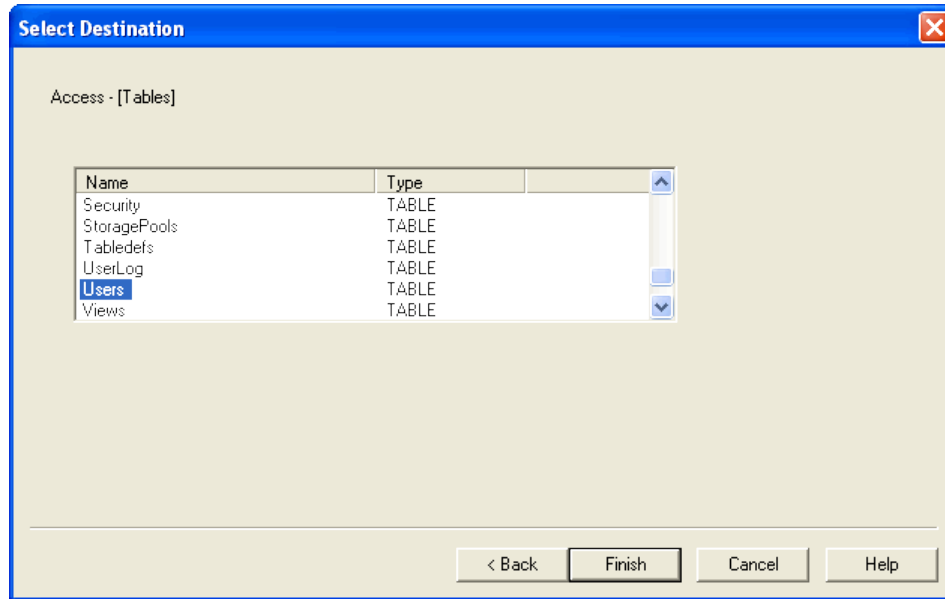 Select Destination
Access - [Tables]
Name Type
Security TABLE
StoragePools TABLE
Tabledefs TABLE
UserLog TABLE
Users TABLE
Views TABLE
< Back Finish Cancel Help